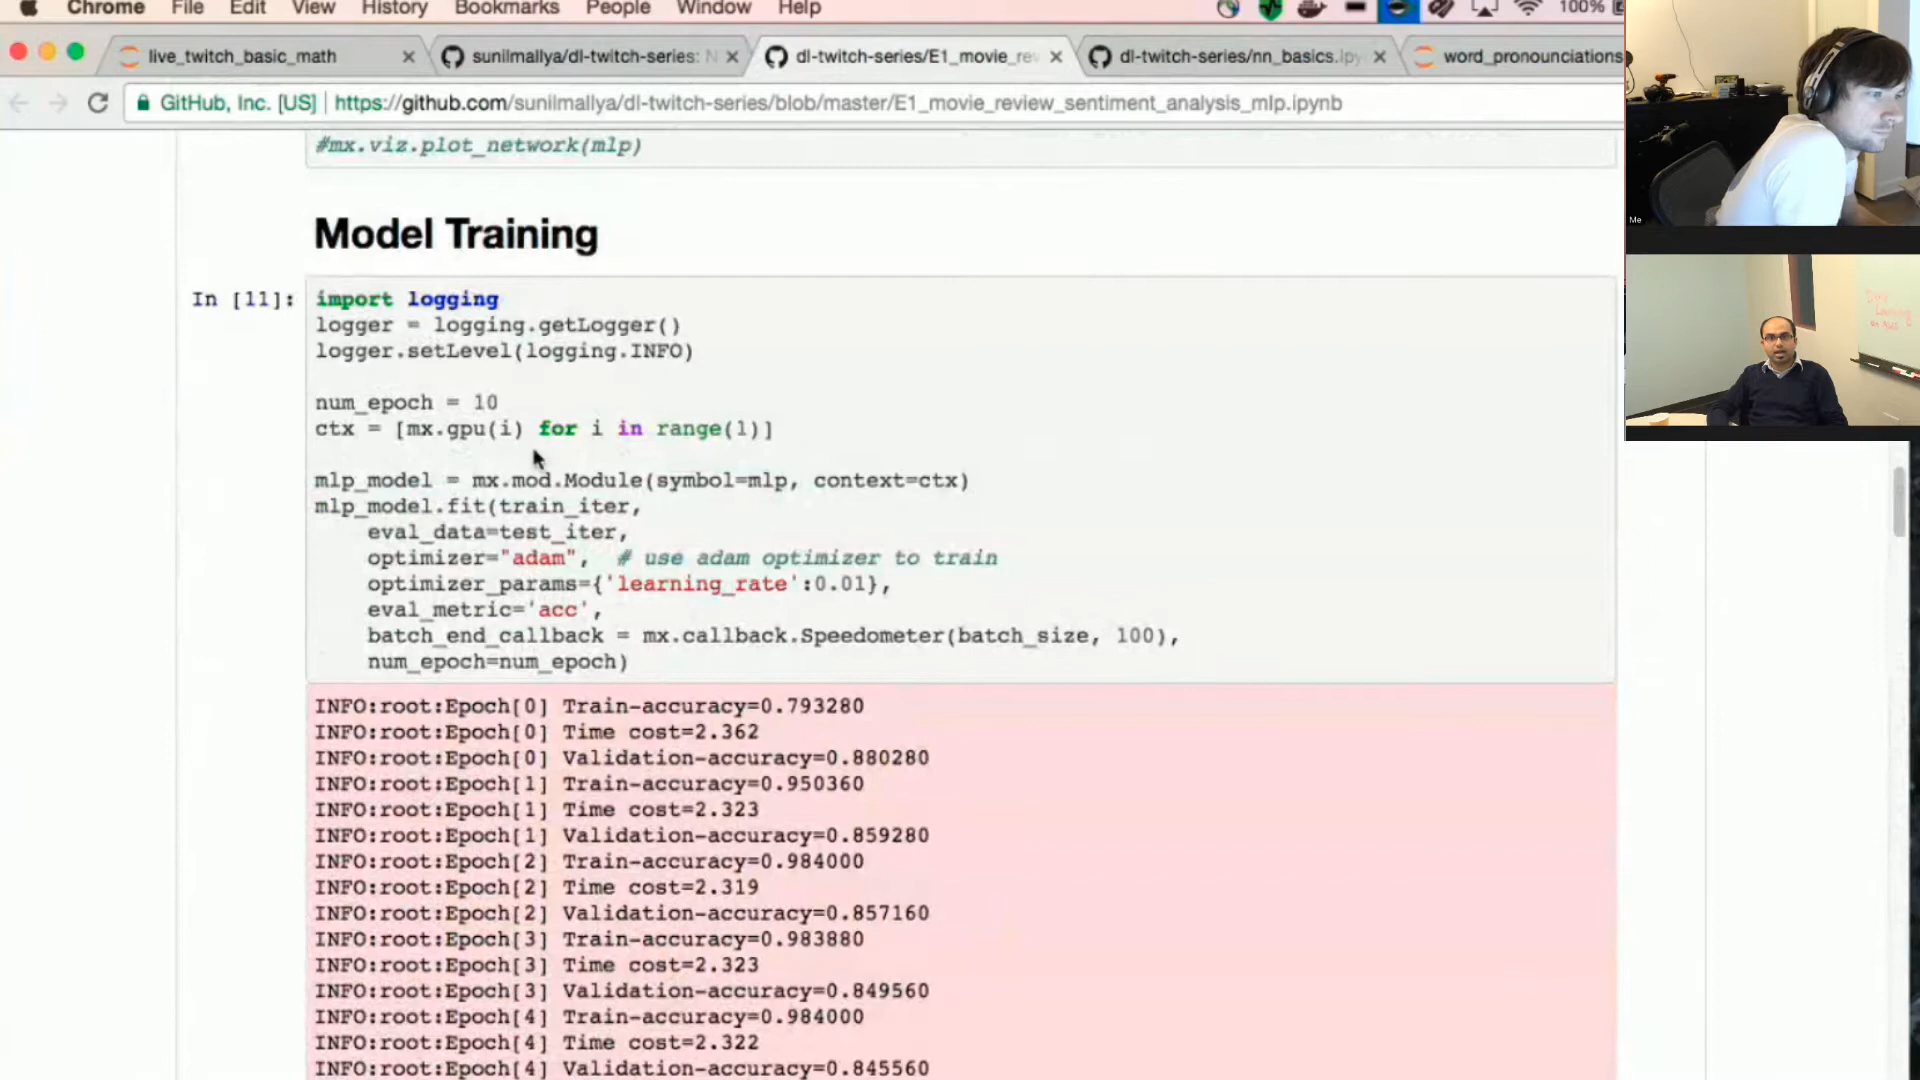 Chrome File Edit View History Bookmarks People Window Help 100%
live_twitch_basic_math
sunilmallya/dl-twitch-series: N
dl-twitch-series/E1_movie_re
dl-twitch-series/nn_basics.ipy
word_pronounciations
GitHub, Inc. [US] https://github.com/sunilmallya/dl-twitch-series/blob/master/E1_movie_review_sentiment_analysis_mlp.ipynb
#mx.viz.plot_network(mlp)
Model Training
In [11]:
import logging
logger = logging.getLogger()
logger.setLevel(logging.INFO)
num_epoch = 10
ctx = [mx.gpu(i) for i in range(1)]
mlp_model = mx.mod.Module(symbol=mlp, context=ctx)
mlp_model.fit(train_iter,
eval_data=test_iter,
optimizer="adam", # use adam optimizer to train
optimizer_params={'learning_rate':0.01},
eval_metric='acc',
batch_end_callback = mx.callback.Speedometer(batch_size, 100),
num_epoch=num_epoch)
INFO:root:Epoch[0] Train-accuracy=0.793280
INFO:root:Epoch[0] Time cost=2.362
INFO:root:Epoch[0] Validation-accuracy=0.880280
INFO:root:Epoch[1] Train-accuracy=0.950360
INFO:root:Epoch[1] Time cost=2.323
INFO:root:Epoch[1] Validation-accuracy=0.859280
INFO:root:Epoch[2] Train-accuracy=0.984000
INFO:root:Epoch[2] Time cost=2.319
INFO:root:Epoch[2] Validation-accuracy=0.857160
INFO:root:Epoch[3] Train-accuracy=0.983880
INFO:root:Epoch[3] Time cost=2.323
INFO:root:Epoch[3] Validation-accuracy=0.849560
INFO:root:Epoch[4] Train-accuracy=0.984000
INFO:root:Epoch[4] Time cost=2.322
INFO:root:Epoch[4] Validation-accuracy=0.845560
Me
Deep
Learning
on AWS